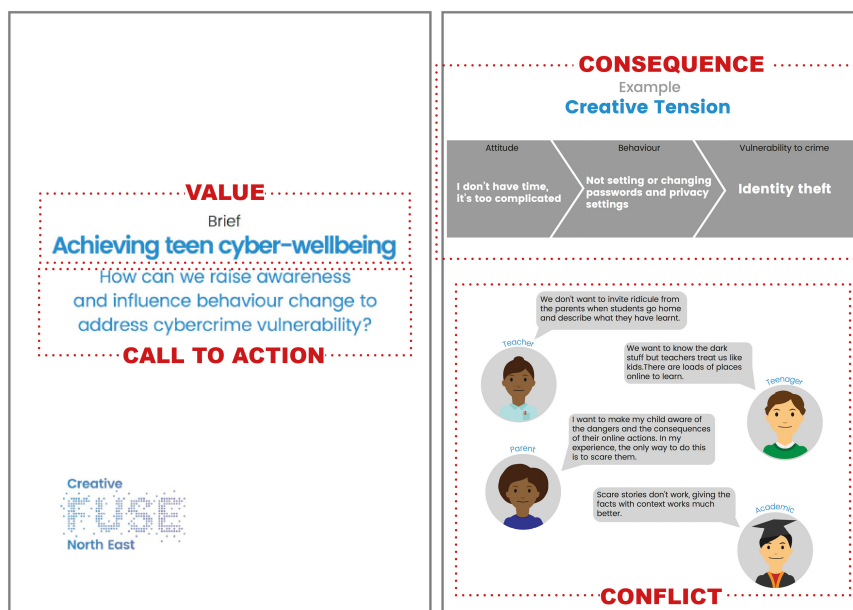 VALUE
Brief
Achieving teen cyber-wellbeing
How can we raise awareness
and influence behaviour change to
address cybercrime vulnerability?
CALL TO ACTION
Creative
FUSE
North East
CONSEQUENCE
Example
Creative Tension
Attitude
I don't have time,
it's too complicated
Behaviour
Not setting or changing
passwords and privacy
settings
Vulnerability to crime
Identity theft
We don't want to invite ridicule from
the parents when students go home
and describe what they have learnt.
Teacher
We want to know the dark
stuff but teachers treat us like
kids.There are loads of places
online to learn.
Teenager
I want to make my child aware of
the dangers and the consequences
of their online actions. In my
experience, the only way to do this
is to scare them.
Parent
Scare stories don't work, giving the
facts with context works much
better.
Academic
CONFLICT